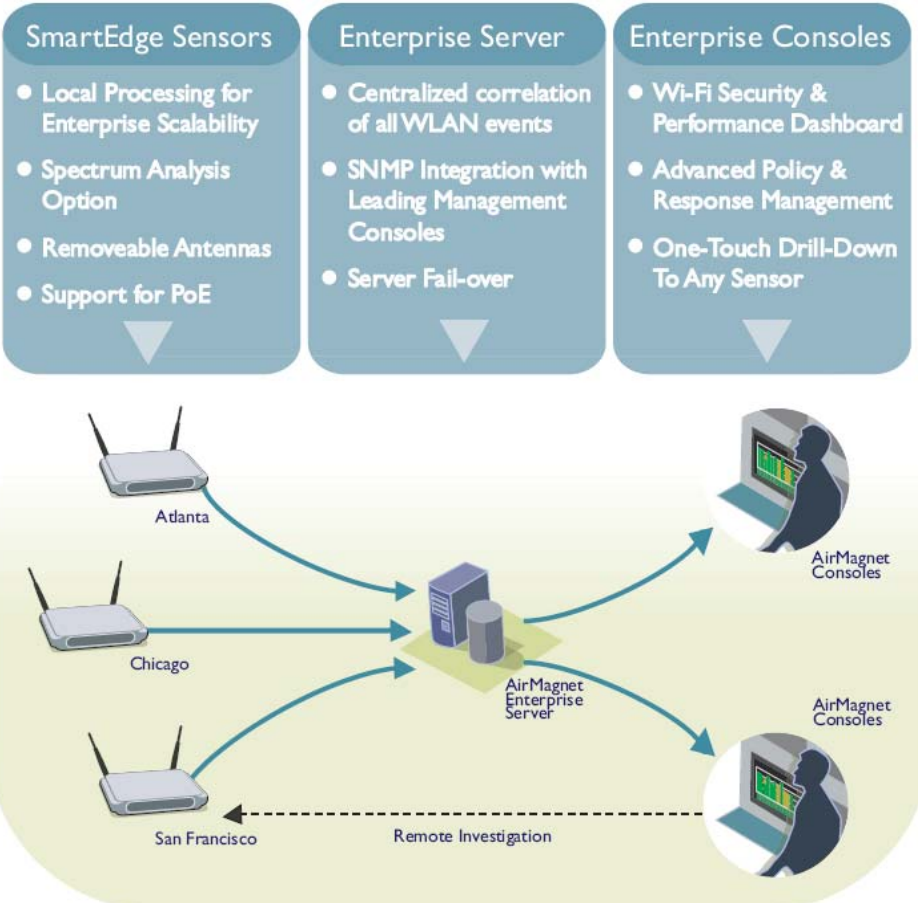 SmartEdge Sensors
• Local Processing for
Enterprise Scalability
• Spectrum Analysis
Option
• Removeable Antennas
• Support for PoE
Enterprise Server
• Centralized correlation
of all WLAN events
• SNMP Integration with
Leading Management
Consoles
• Server Fail-over
Enterprise Consoles
• Wi-Fi Security &
Performance Dashboard
• Advanced Policy &
Response Management
• One-Touch Drill-Down
To Any Sensor
Atlanta
Chicago
San Francisco
AirMagnet
Enterprise
Server
AirMagnet
Consoles
AirMagnet
Consoles
Remote Investigation